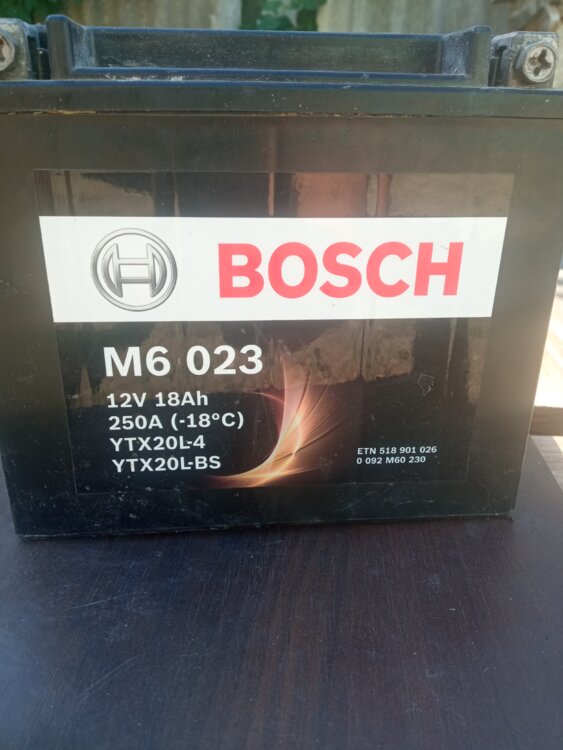 BOSCH
M6 023
12V 18Ah
250A (-18°C)
YTX20L-4
YTX20L-BS
ETN 518 901 026
0 092 M60 230